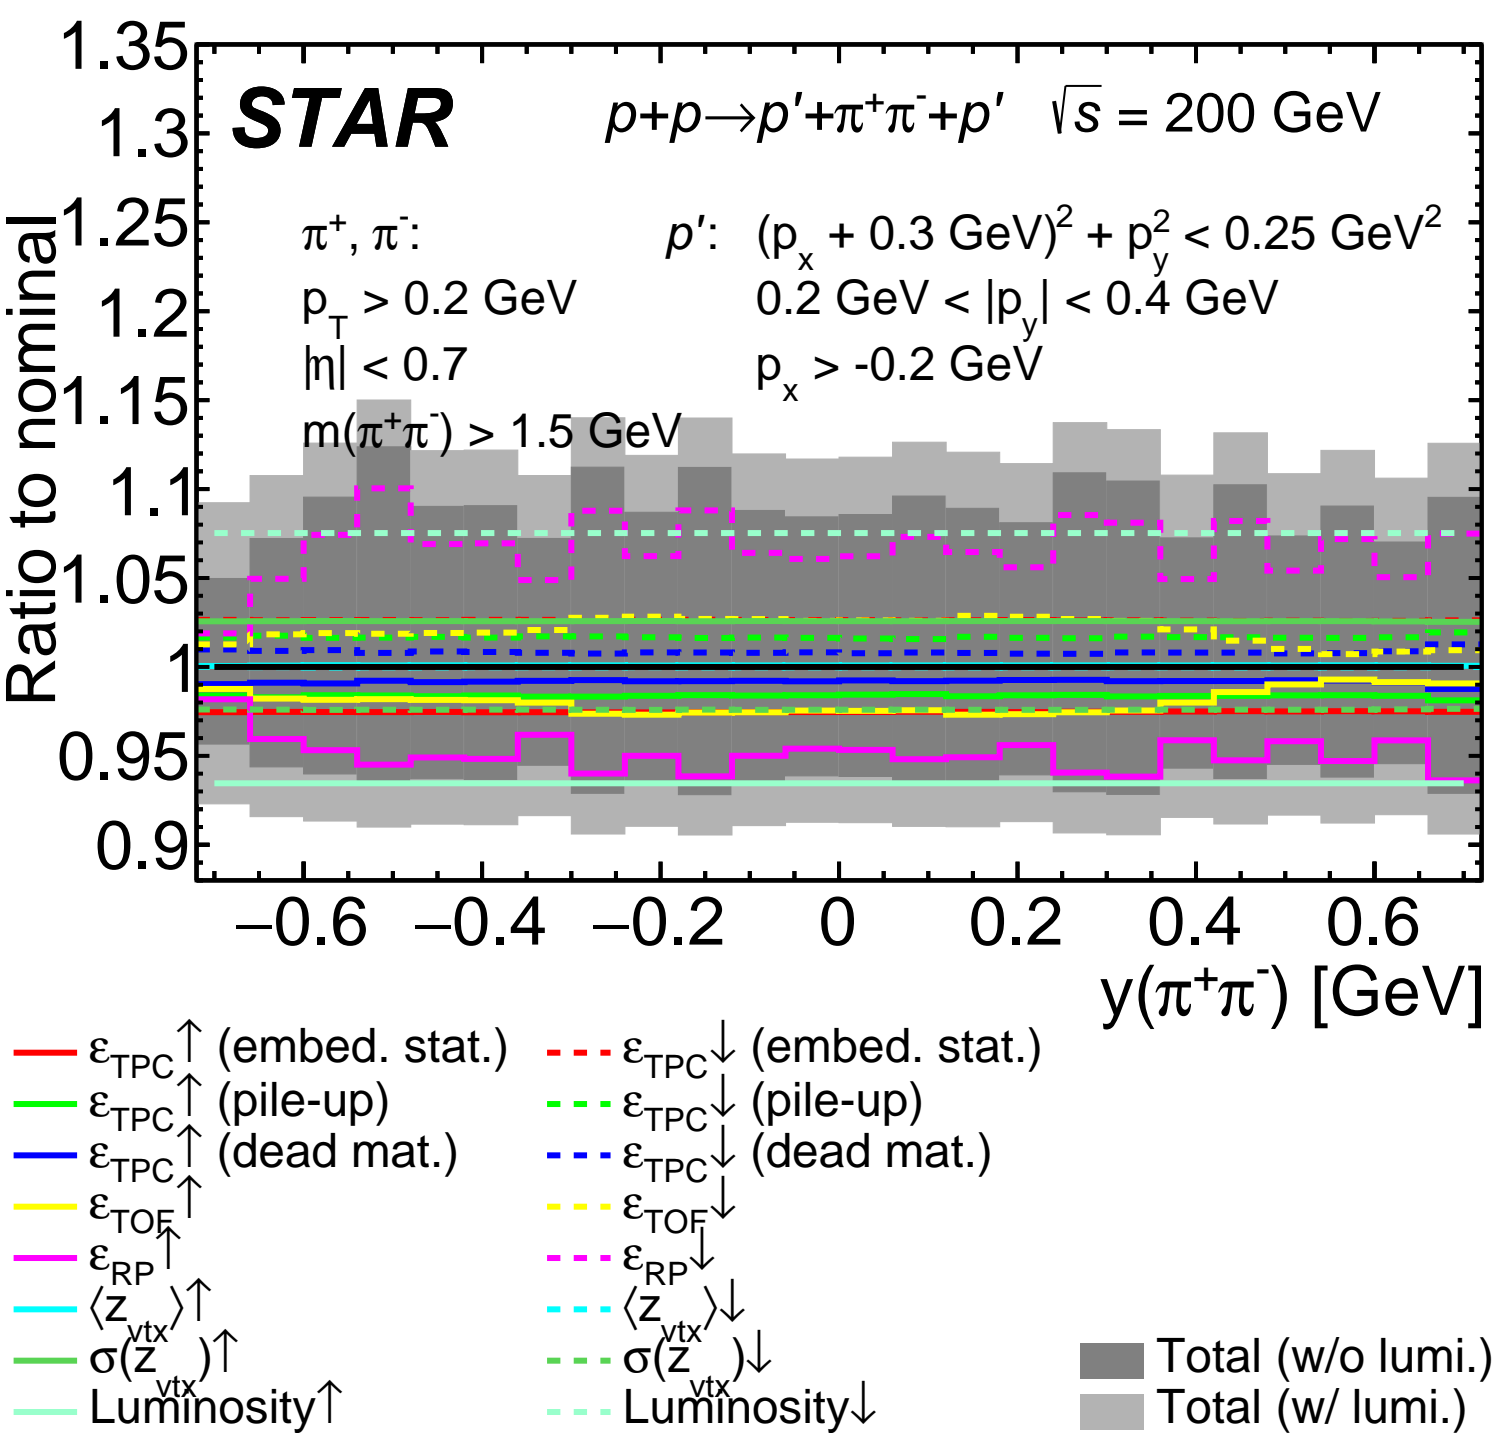 1.35
STAR p+p→p′+π⁺π⁻+p′ √s = 200 GeV
1.3
1.25
π⁺, π⁻: p′: (pₓ + 0.3 GeV)² + p_y² < 0.25 GeV²
1.2
p_T > 0.2 GeV 0.2 GeV < |p_y| < 0.4 GeV
|η| < 0.7 pₓ > -0.2 GeV
1.15
m(π⁺π⁻) > 1.5 GeV
1.1
1.05
1
0.95
0.9
Ratio to nominal
−0.6 −0.4 −0.2 0 0.2 0.4 0.6
y(π⁺π⁻) [GeV]
ε_TPC↑ (embed. stat.) ε_TPC↓ (embed. stat.)
ε_TPC↑ (pile-up) ε_TPC↓ (pile-up)
ε_TPC↑ (dead mat.) ε_TPC↓ (dead mat.)
ε_TOF↑ ε_TOF↓
ε_RP↑ ε_RP↓
⟨z_vtx⟩↑ ⟨z_vtx⟩↓
σ(z_vtx)↑ σ(z_vtx)↓ Total (w/o lumi.)
Luminosity↑ Luminosity↓ Total (w/ lumi.)